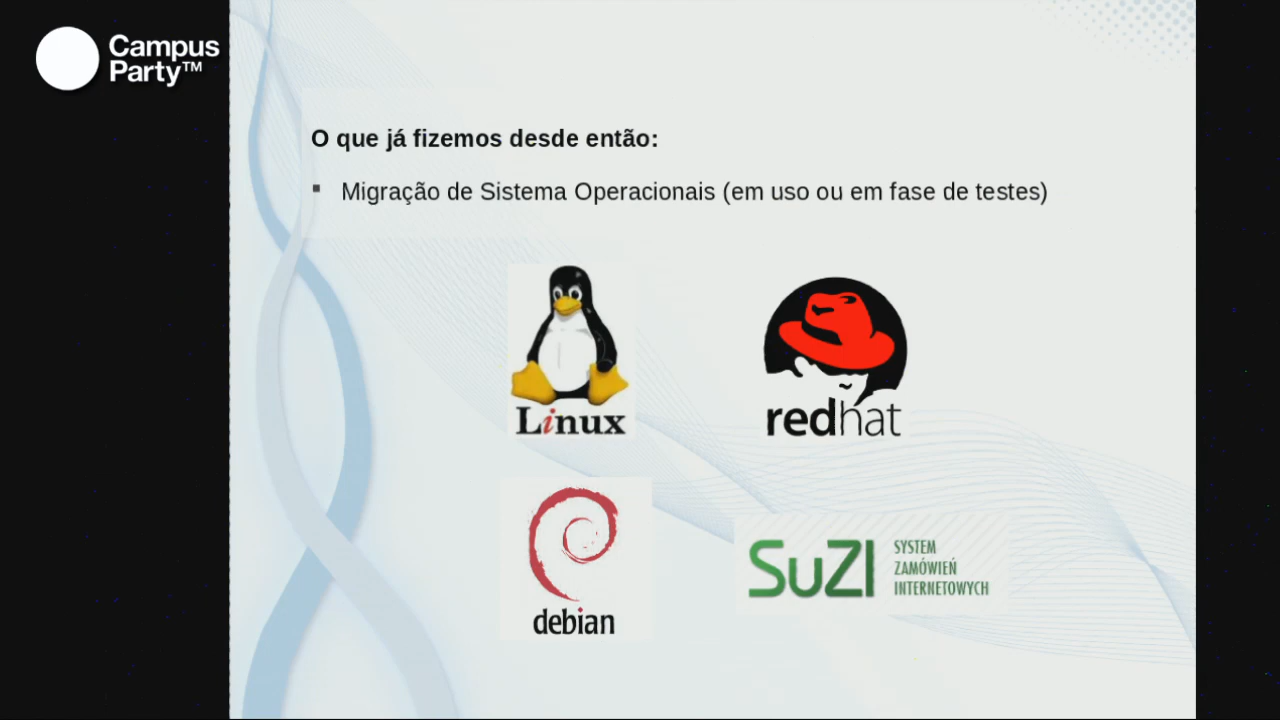 Campus
Party™
O que já fizemos desde então:
▪ Migração de Sistema Operacionais (em uso ou em fase de testes)
Linux
redhat
debian
SuZI
SYSTEM
ZAMÓWIEŃ
INTERNETOWYCH